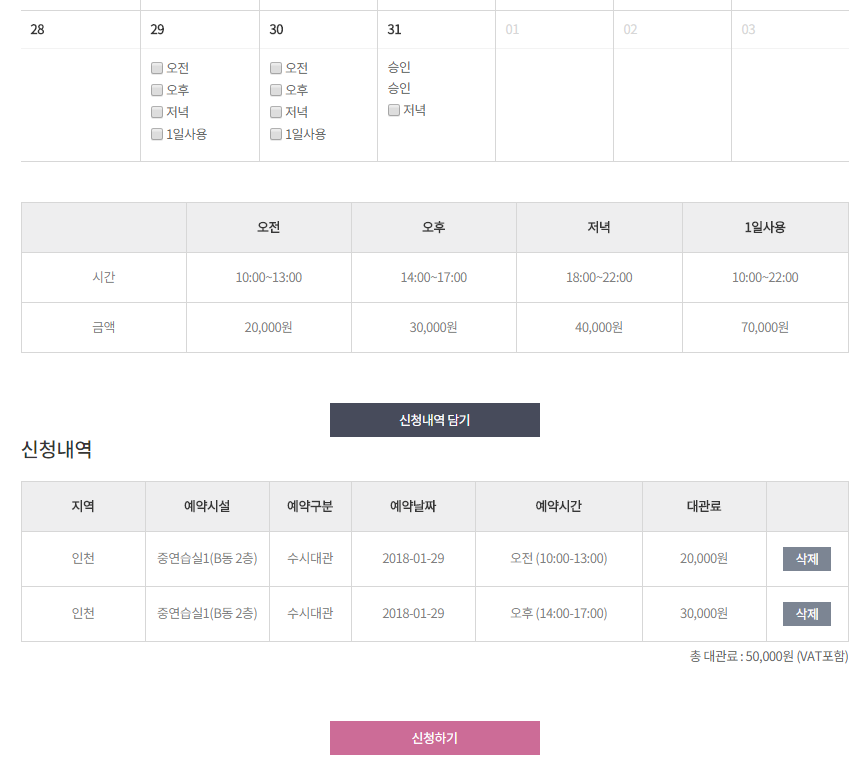 28 29 30 31 01 02 03
오전 오전 승인
오후 오후 승인
저녁 저녁 저녁
1일사용 1일사용
오전 오후 저녁 1일사용
시간 10:00~13:00 14:00~17:00 18:00~22:00 10:00~22:00
금액 20,000원 30,000원 40,000원 70,000원
신청내역 담기
신청내역
지역 예약시설 예약구분 예약날짜 예약시간 대관료
인천 중연습실1(B동 2층) 수시대관 2018-01-29 오전 (10:00-13:00) 20,000원 삭제
인천 중연습실1(B동 2층) 수시대관 2018-01-29 오후 (14:00-17:00) 30,000원 삭제
총 대관료 : 50,000원 (VAT포함)
신청하기